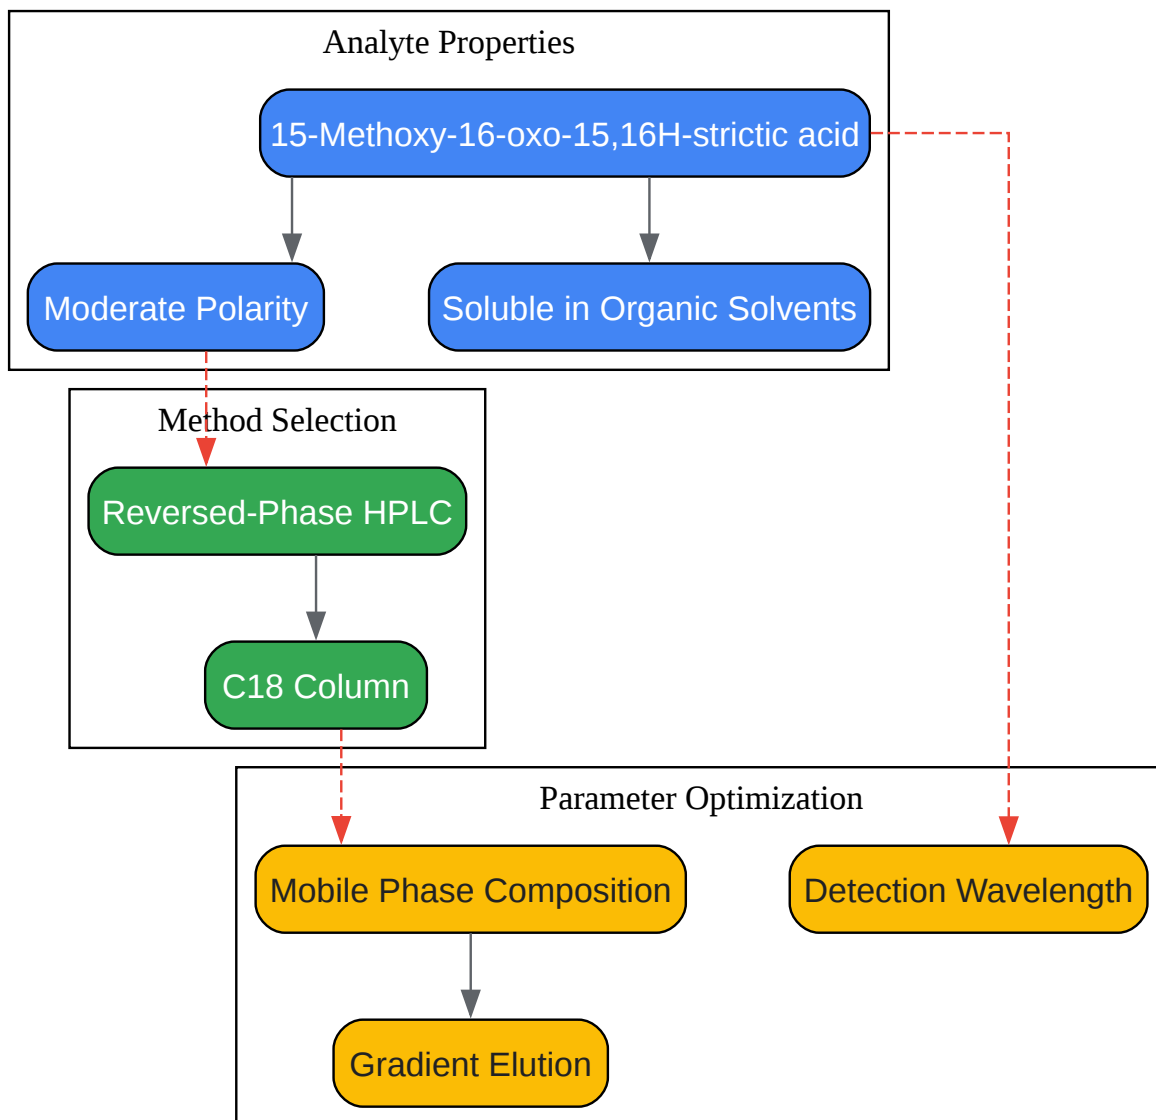 Analyte Properties
15-Methoxy-16-oxo-15,16H-strictic acid
Moderate Polarity
Soluble in Organic Solvents
Method Selection
Reversed-Phase HPLC
C18 Column
Parameter Optimization
Mobile Phase Composition
Detection Wavelength
Gradient Elution